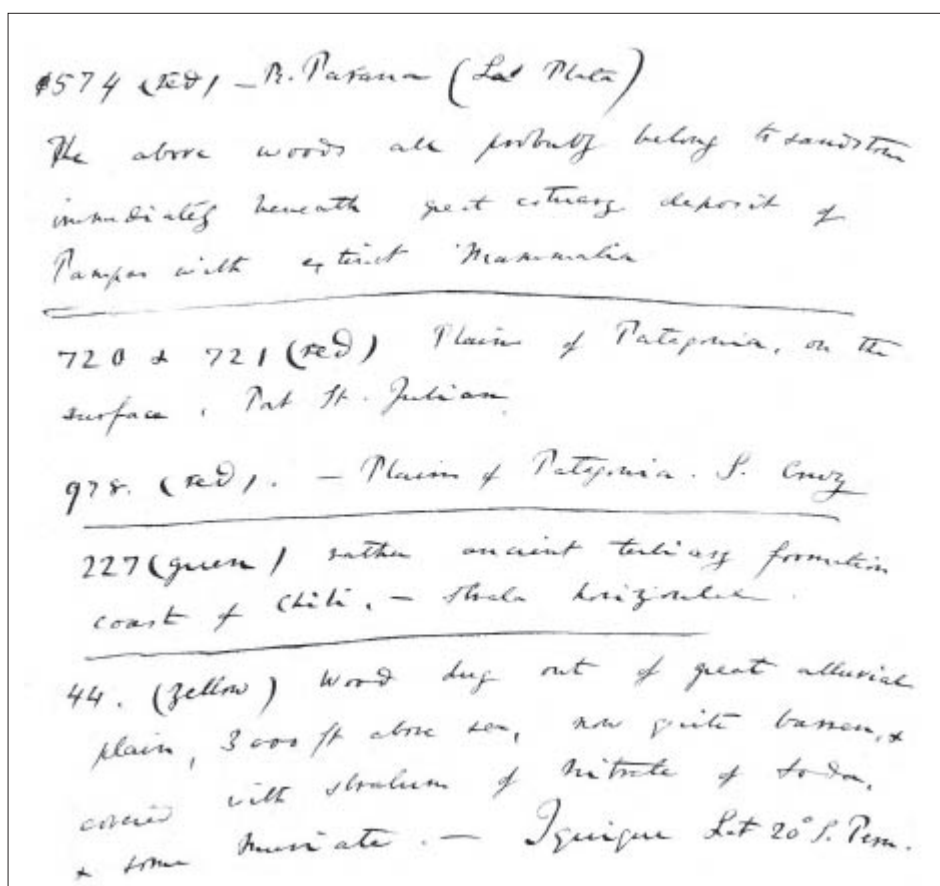 1574 (red) – R. Parana (La Plata)
The above woods all probably belong to sandstone
immediately beneath great estuary deposit of
Pampas with extinct Mammalia
720 & 721 (red) Plains of Patagonia, on the
surface. Port St. Julian
978. (red). – Plains of Patagonia. S. Cruz
227 (green) rather ancient tertiary formation
coast of Chili. – strata horizontal.
44. (Yellow) Wood dug out of great alluvial
plain, 3000 ft above sea, now quite barren, &
covered with stratum of Nitrate of Soda,
& some Muriate. – Iquique Lat 20° S. Peru.